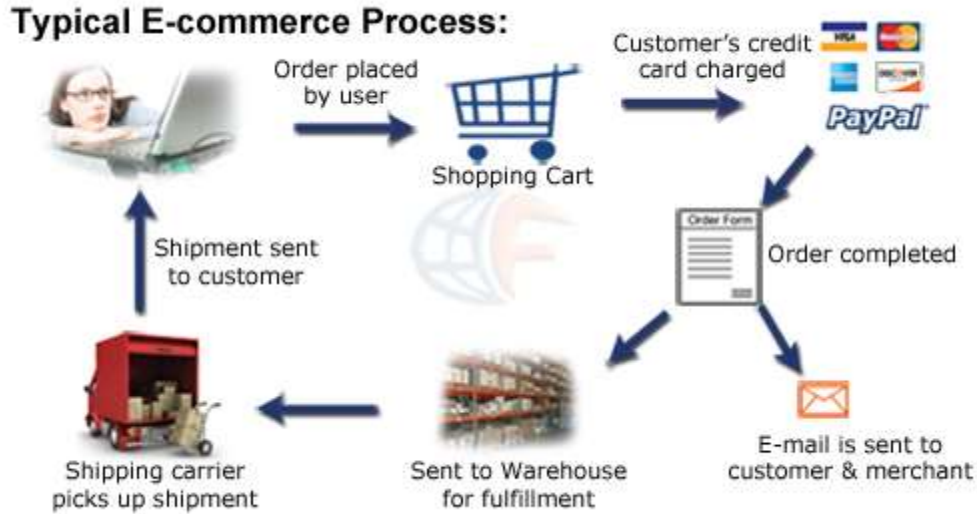 Typical E-commerce Process:
Order placed
by user
Shopping Cart
Customer's credit
card charged
VISA
PayPal
Order Form
Order completed
E-mail is sent to
customer & merchant
Sent to Warehouse
for fulfillment
Shipping carrier
picks up shipment
Shipment sent
to customer